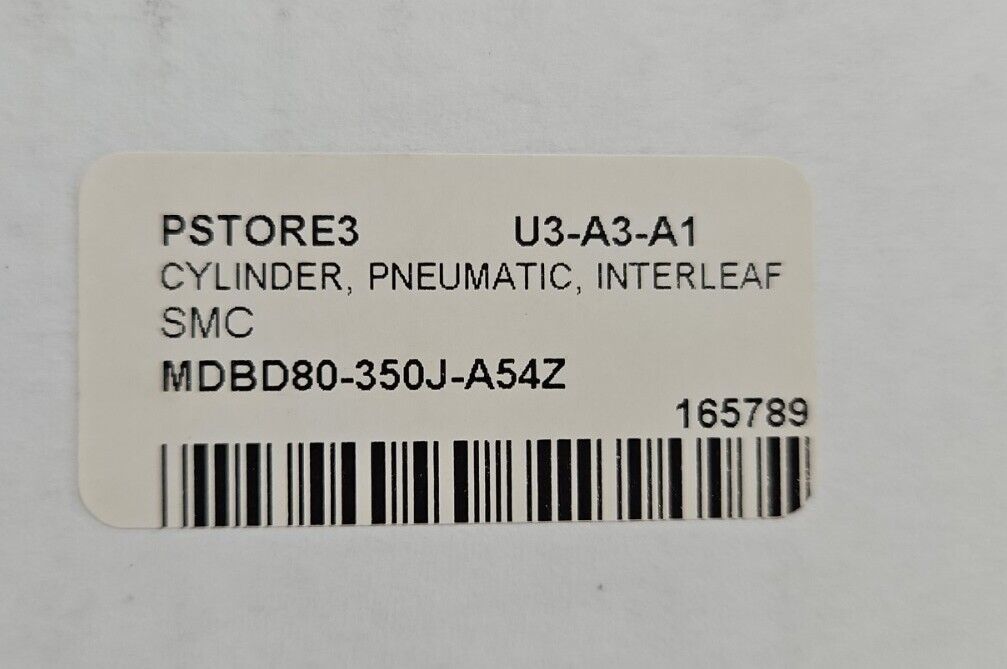 PSTORE3 U3-A3-A1
CYLINDER, PNEUMATIC, INTERLEAF
SMC
MDBD80-350J-A54Z
165789